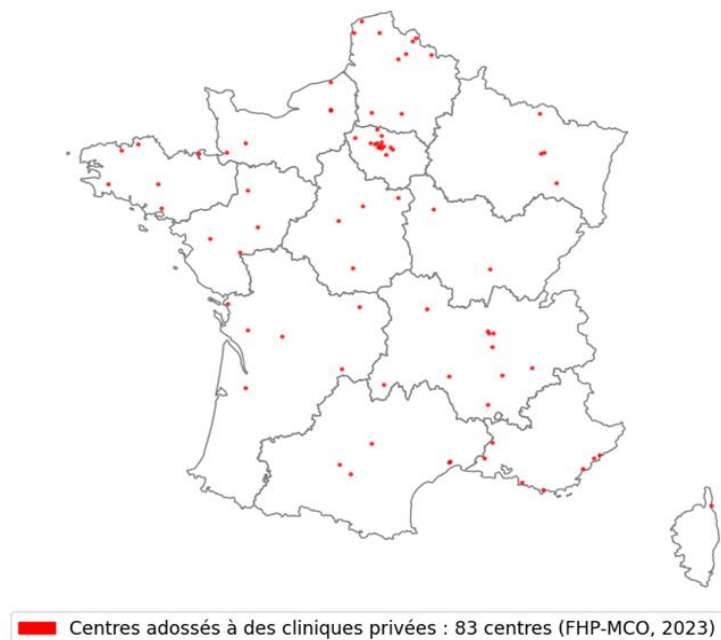 Centres adossés à des cliniques privées : 83 centres (FHP-MCO, 2023)